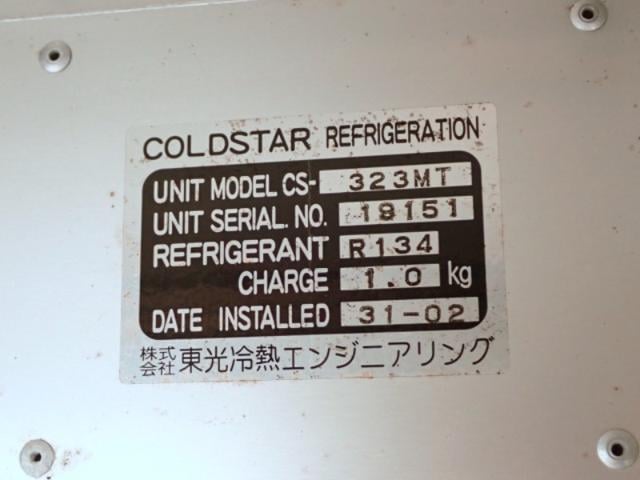 COLDSTAR REFRIGERATION
UNIT MODEL CS- 323MT
UNIT SERIAL. NO. 19151
REFRIGERANT R134
CHARGE 1.0 kg
DATE INSTALLED 31-02
株式会社 東光冷熱エンジニアリング